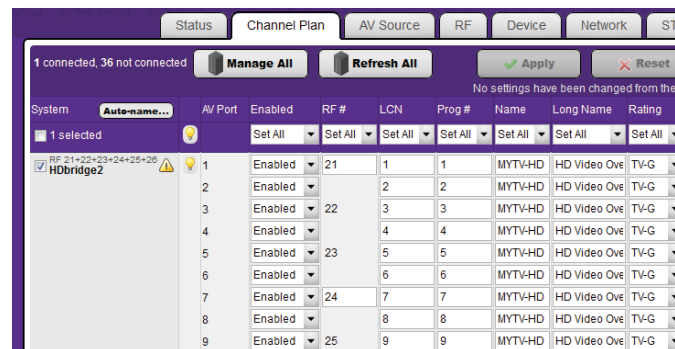 Status Channel Plan AV Source RF Device Network ST
1 connected, 36 not connected Manage All Refresh All Apply Reset
No settings have been changed from the
System Auto-name... AV Port Enabled RF # LCN Prog # Name Long Name Rating
1 selected Set All Set All Set All Set All Set All Set All Set All
RF 21+22+23+24+25+26
HDbridge2
1 Enabled 21 1 1 MYTV-HD HD Video Ove TV-G
2 Enabled 2 2 MYTV-HD HD Video Ove TV-G
3 Enabled 22 3 3 MYTV-HD HD Video Ove TV-G
4 Enabled 4 4 MYTV-HD HD Video Ove TV-G
5 Enabled 23 5 5 MYTV-HD HD Video Ove TV-G
6 Enabled 6 6 MYTV-HD HD Video Ove TV-G
7 Enabled 24 7 7 MYTV-HD HD Video Ove TV-G
8 Enabled 8 8 MYTV-HD HD Video Ove TV-G
9 Enabled 25 9 9 MYTV-HD HD Video Ove TV-G